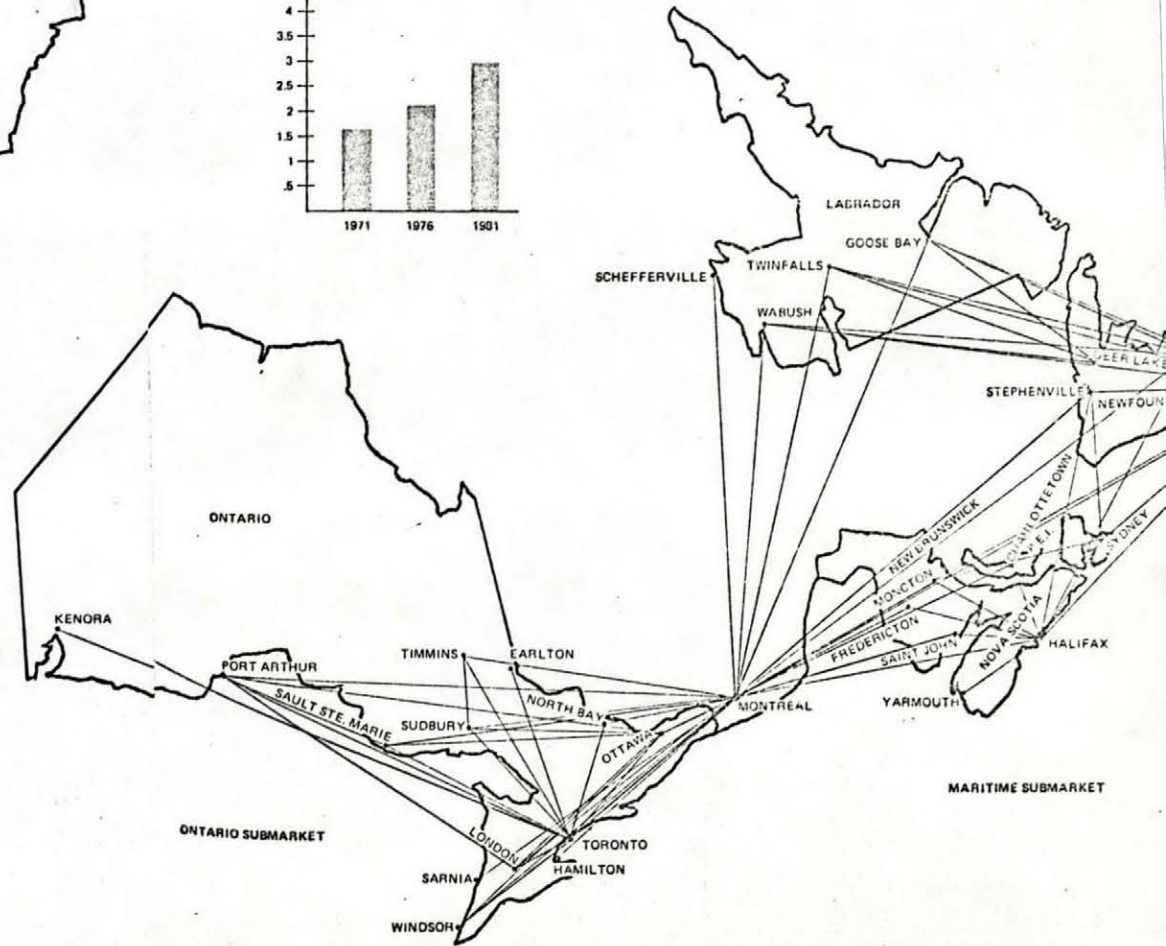 4
3.5
3
2.5
2
1.5
1
.5
1971 1976 1981
LABRADOR
GOOSE BAY
SCHEFFERVILLE
TWINFALLS
WABUSH
DEER LAKE
STEPHENVILLE
NEWFOUN
ONTARIO
CHARLOTTETOWN
P.E.I.
SYDNEY
NEW BRUNSWICK
MONCTON
FREDERICTON
SAINT JOHN
NOVA SCOTIA
HALIFAX
YARMOUTH
KENORA
PORT ARTHUR
SAULT STE. MARIE
TIMMINS
EARLTON
SUDBURY
NORTH BAY
OTTAWA
MONTREAL
MARITIME SUBMARKET
ONTARIO SUBMARKET
LONDON
TORONTO
HAMILTON
SARNIA
WINDSOR